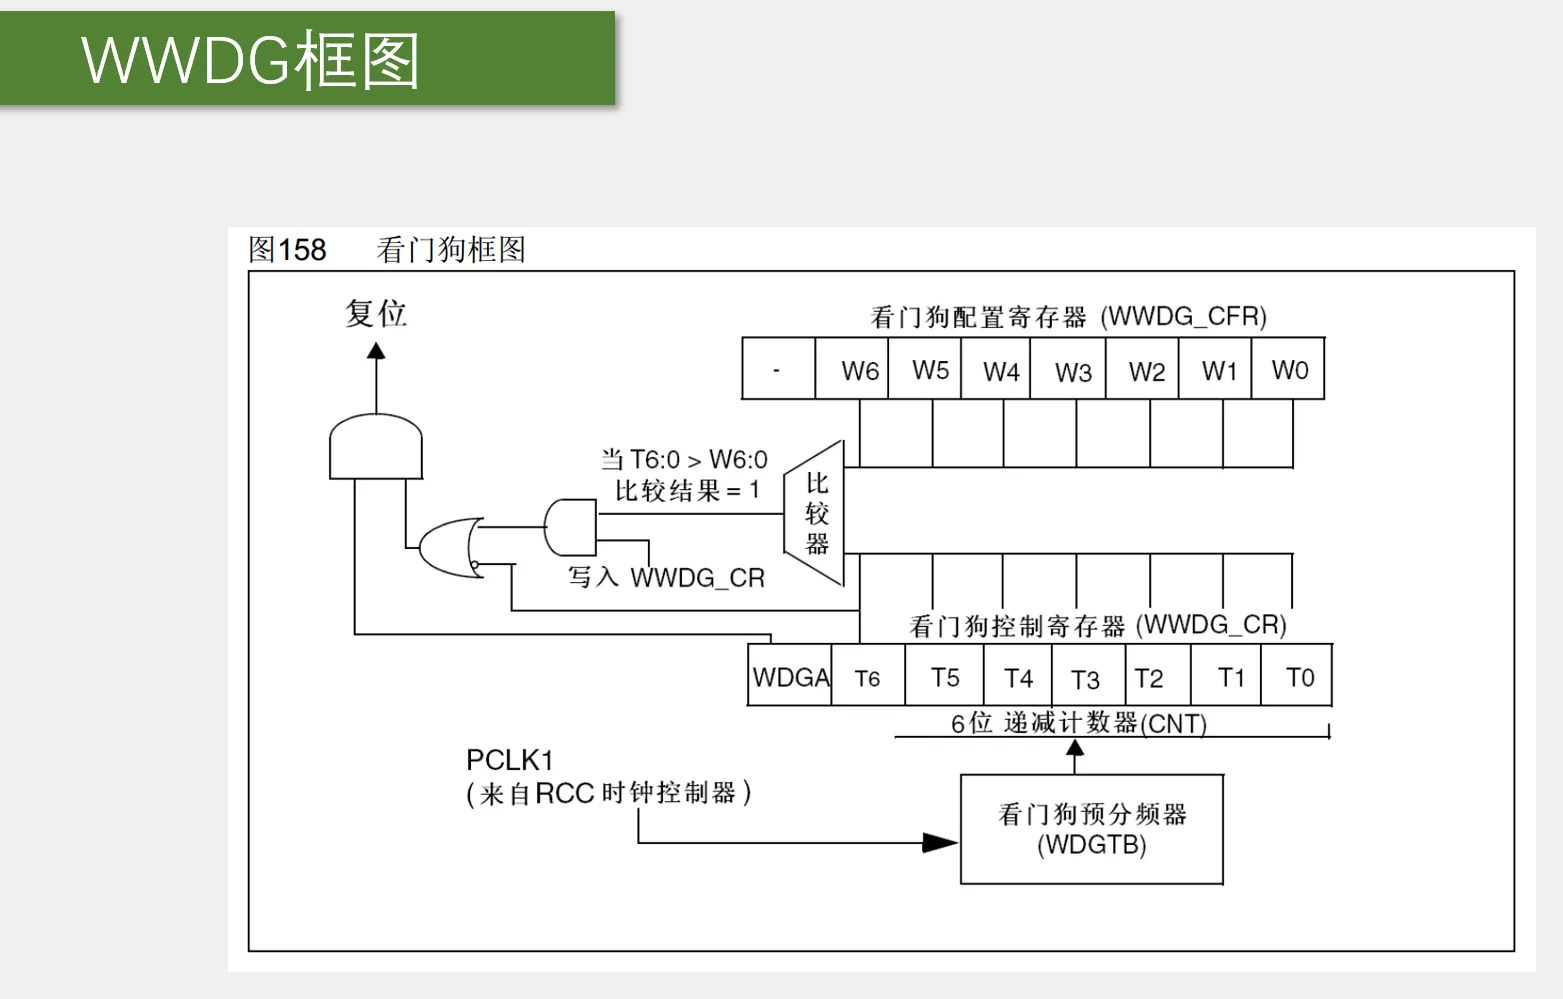 WWDG框图
图158 看门狗框图
复位
看门狗配置寄存器 (WWDG_CFR)
- W6 W5 W4 W3 W2 W1 W0
当 T6:0 > W6:0
比较结果 = 1
比较器
写入 WWDG_CR
看门狗控制寄存器 (WWDG_CR)
WDGA T6 T5 T4 T3 T2 T1 T0
6位 递减计数器(CNT)
PCLK1
(来自RCC 时钟控制器)
看门狗预分频器
(WDGTB)